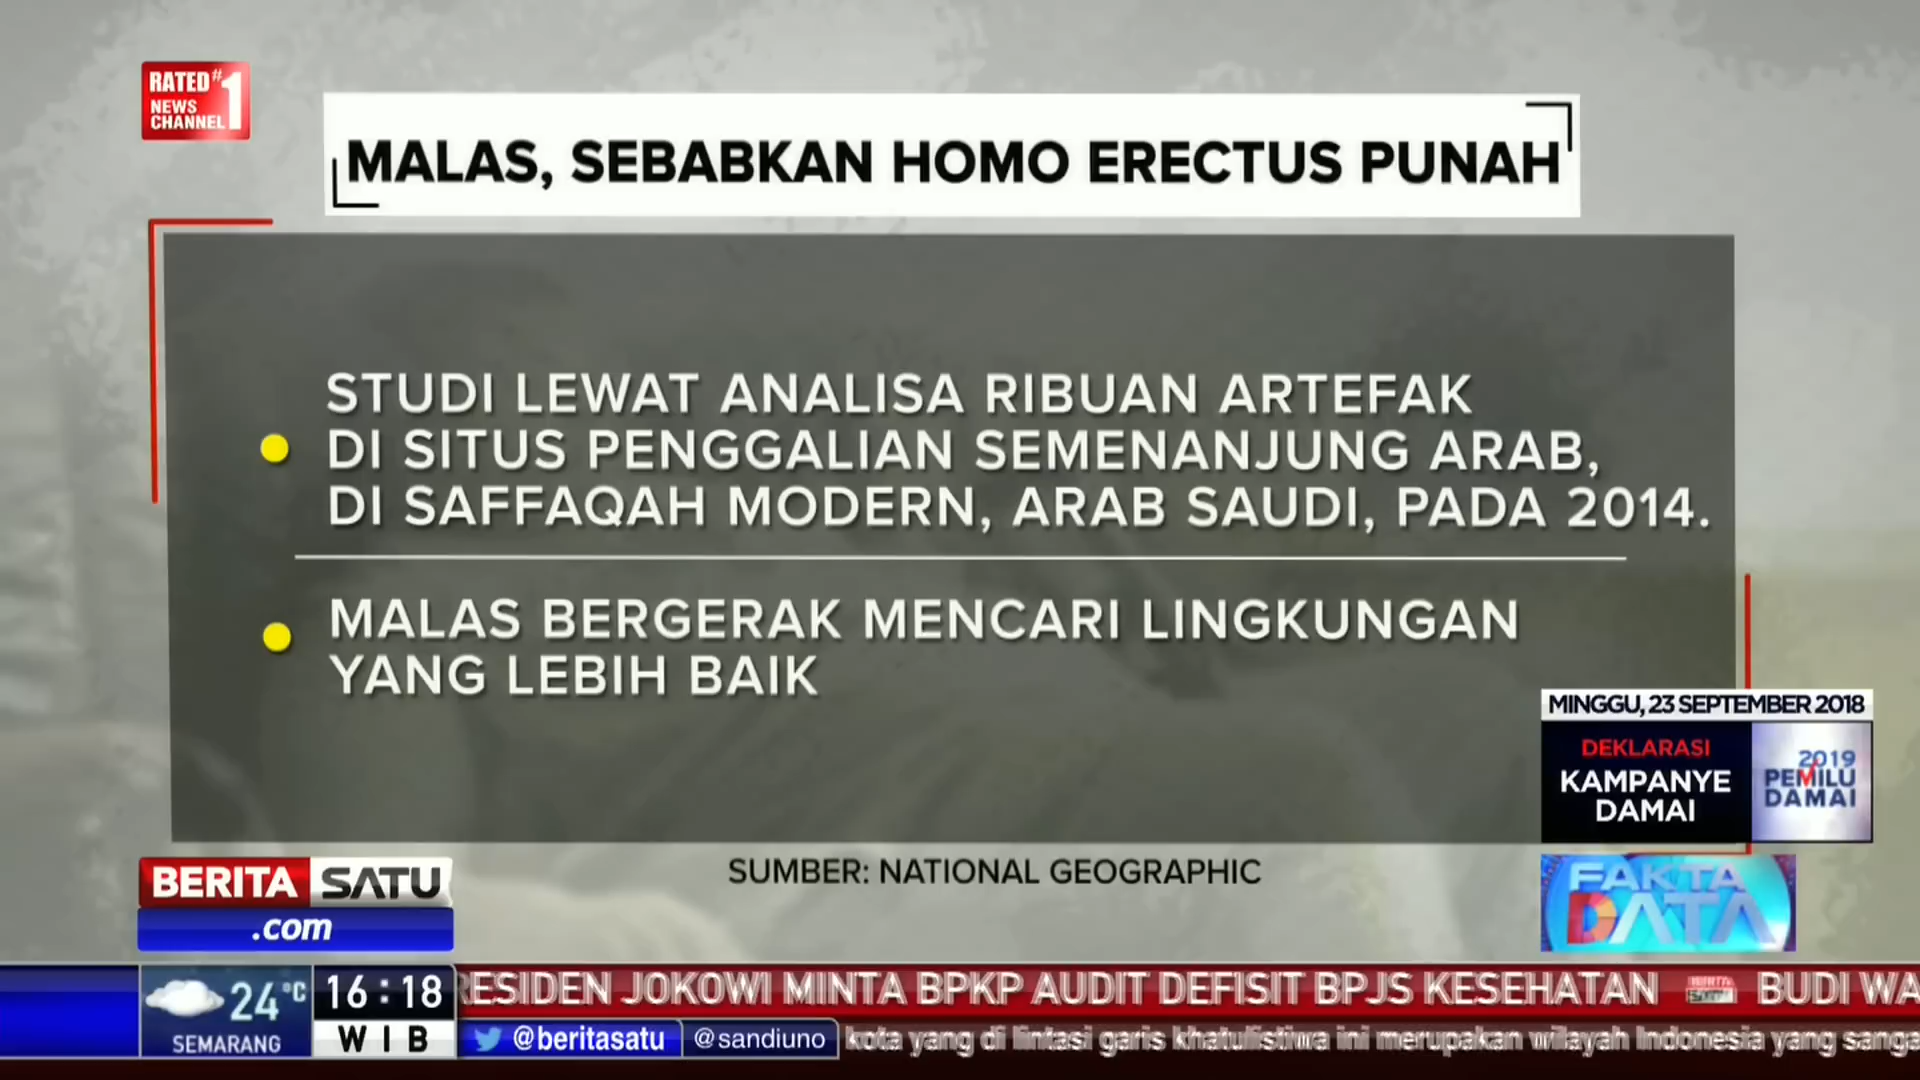 RATED #1
NEWS
CHANNEL
MALAS, SEBABKAN HOMO ERECTUS PUNAH
STUDI LEWAT ANALISA RIBUAN ARTEFAK
DI SITUS PENGGALIAN SEMENANJUNG ARAB,
DI SAFFAQAH MODERN, ARAB SAUDI, PADA 2014.
MALAS BERGERAK MENCARI LINGKUNGAN
YANG LEBIH BAIK
MINGGU, 23 SEPTEMBER 2018
DEKLARASI
KAMPANYE
DAMAI
2019
PEMILU
DAMAI
SUMBER: NATIONAL GEOGRAPHIC
BERITA SATU
.com
FAKTA
DATA
24°C
SEMARANG
16:18
WIB
RESIDEN JOKOWI MINTA BPKP AUDIT DEFISIT BPJS KESEHATAN BERITA SATU BUDI WA
@beritasatu @sandiuno kota yang di lintasi garis khatulistiwa ini merupakan wilayah Indonesia yang sanga